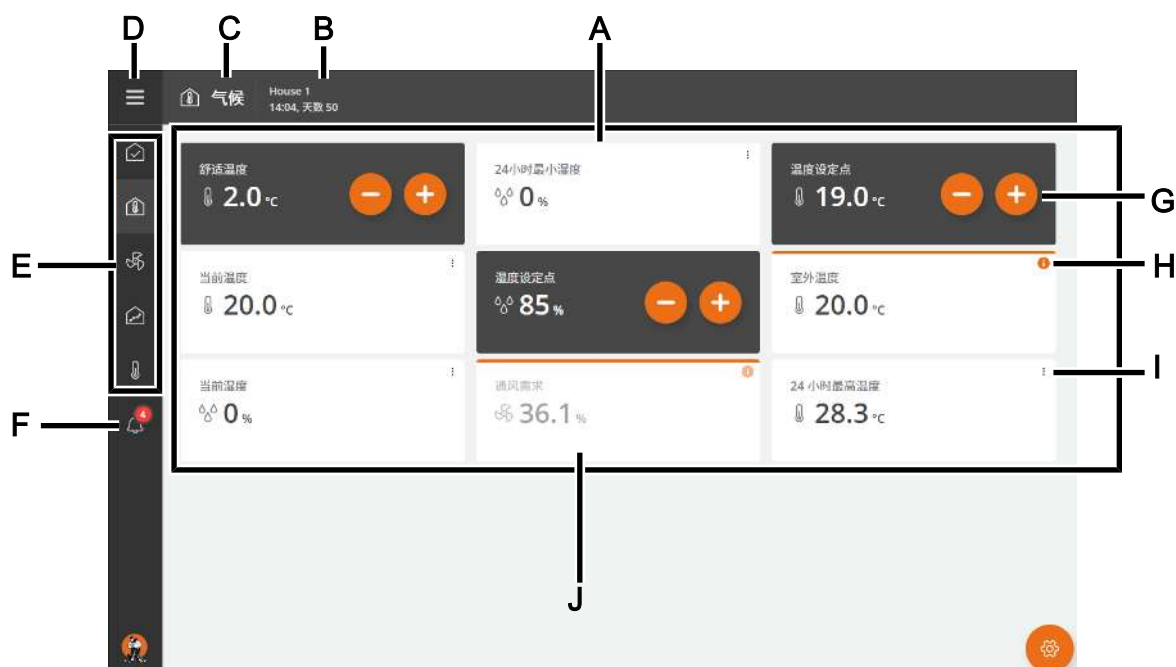 D
C
B
A
气候
House 1
14:04, 天数 50
舒适温度
2.0 °C
24小时最小湿度
0 %
温度设定点
19.0 °C
G
E
当前温度
20.0 °C
湿度设定点
85 %
室外温度
20.0 °C
H
当前湿度
0 %
通风需求
36.1 %
24 小时最高温度
28.3 °C
I
F
4
J